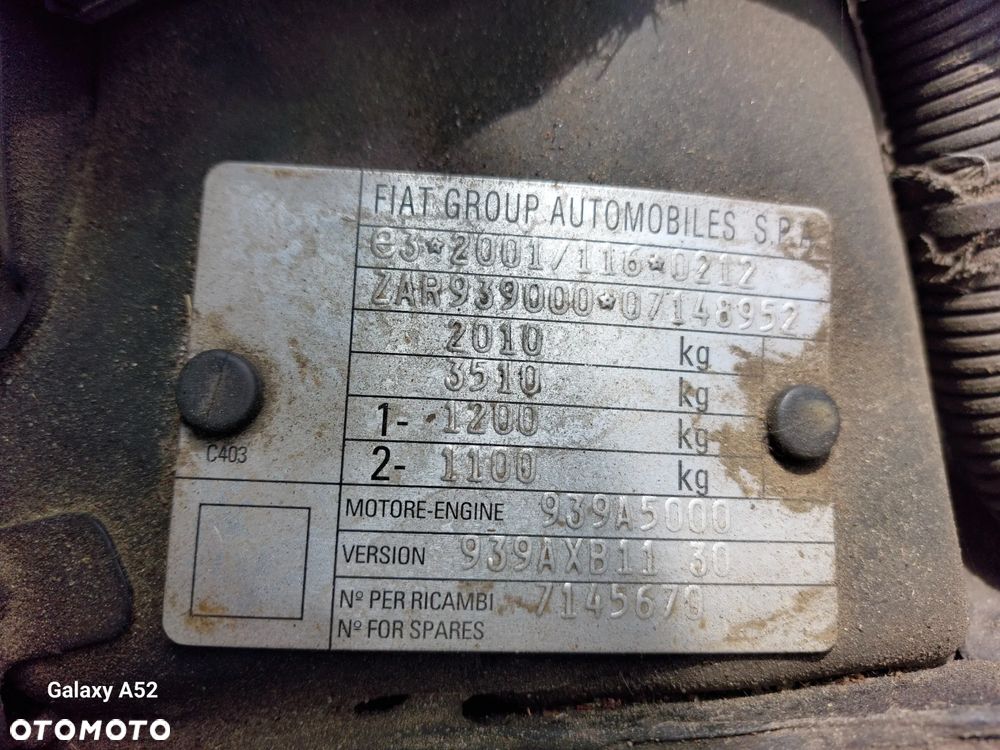 FIAT GROUP AUTOMOBILES S.P.A.
e3*2001/116*0212
ZAR939000*07148952
2010 kg
3510 kg
1- 1200 kg
2- 1100 kg
C403
MOTORE-ENGINE 939A5000
VERSION 939AXB11 30
Nº PER RICAMBI 7145670
Nº FOR SPARES
Galaxy A52
OTOMOTO